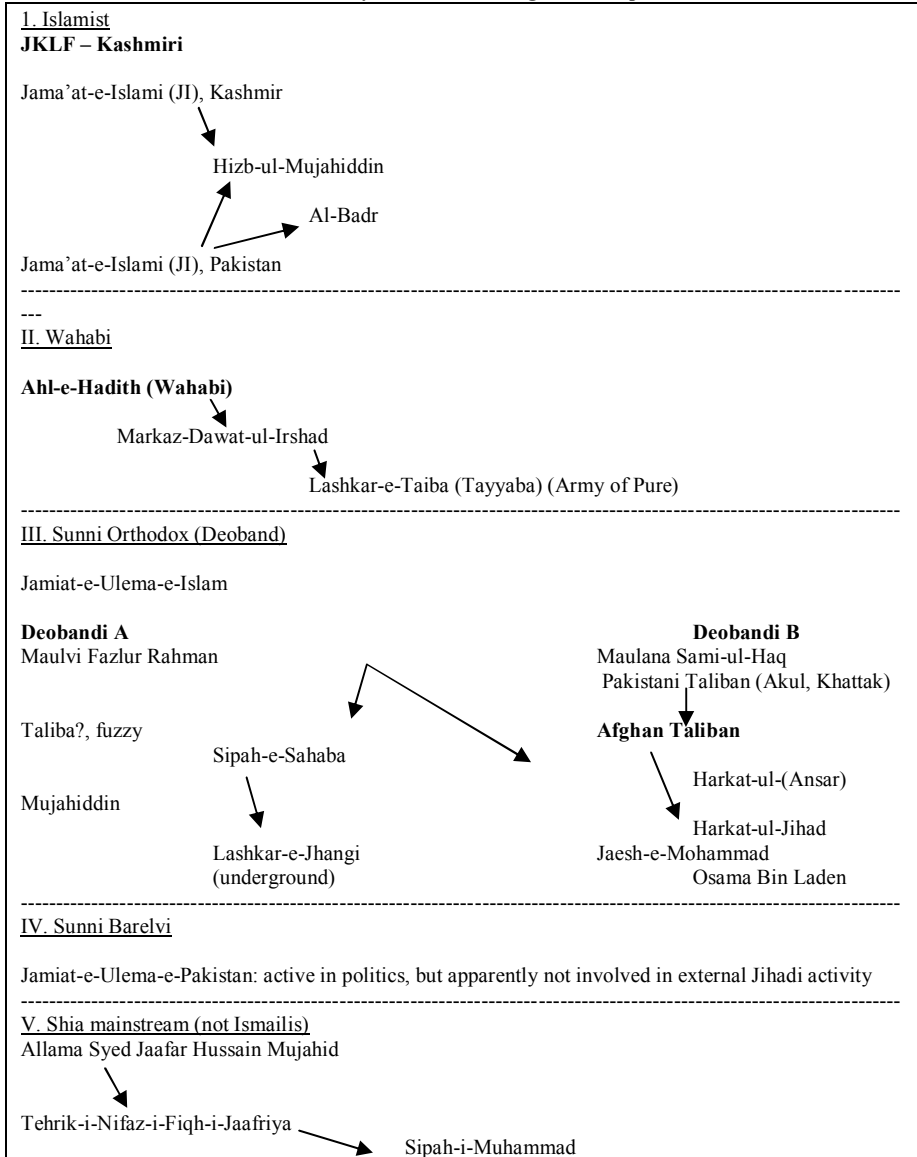 1. Islamist
JKLF – Kashmiri
Jama’at-e-Islami (JI), Kashmir
Hizb-ul-Mujahiddin
Al-Badr
Jama’at-e-Islami (JI), Pakistan
---------------------------------------------------------------------------------------------------
---
II. Wahabi
Ahl-e-Hadith (Wahabi)
Markaz-Dawat-ul-Irshad
Lashkar-e-Taiba (Tayyaba) (Army of Pure)
---------------------------------------------------------------------------------------------------
III. Sunni Orthodox (Deoband)
Jamiat-e-Ulema-e-Islam
Deobandi A Deobandi B
Maulvi Fazlur Rahman Maulana Sami-ul-Haq
Pakistani Taliban (Akul, Khattak)
Taliba?, fuzzy Afghan Taliban
Sipah-e-Sahaba
Harkat-ul-(Ansar)
Mujahiddin
Harkat-ul-Jihad
Lashkar-e-Jhangi Jaesh-e-Mohammad
(underground) Osama Bin Laden
---------------------------------------------------------------------------------------------------
IV. Sunni Barelvi
Jamiat-e-Ulema-e-Pakistan: active in politics, but apparently not involved in external Jihadi activity
---------------------------------------------------------------------------------------------------
V. Shia mainstream (not Ismailis)
Allama Syed Jaafar Hussain Mujahid
Tehrik-i-Nifaz-i-Fiqh-i-Jaafriya
Sipah-i-Muhammad